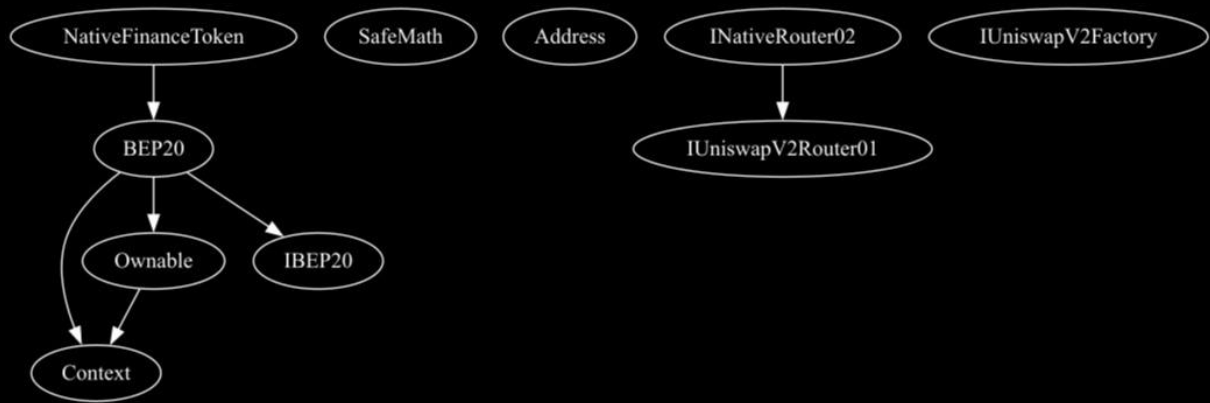 NativeFinanceToken
SafeMath
Address
INativeRouter02
IUniswapV2Factory
BEP20
IUniswapV2Router01
Ownable
IBEP20
Context